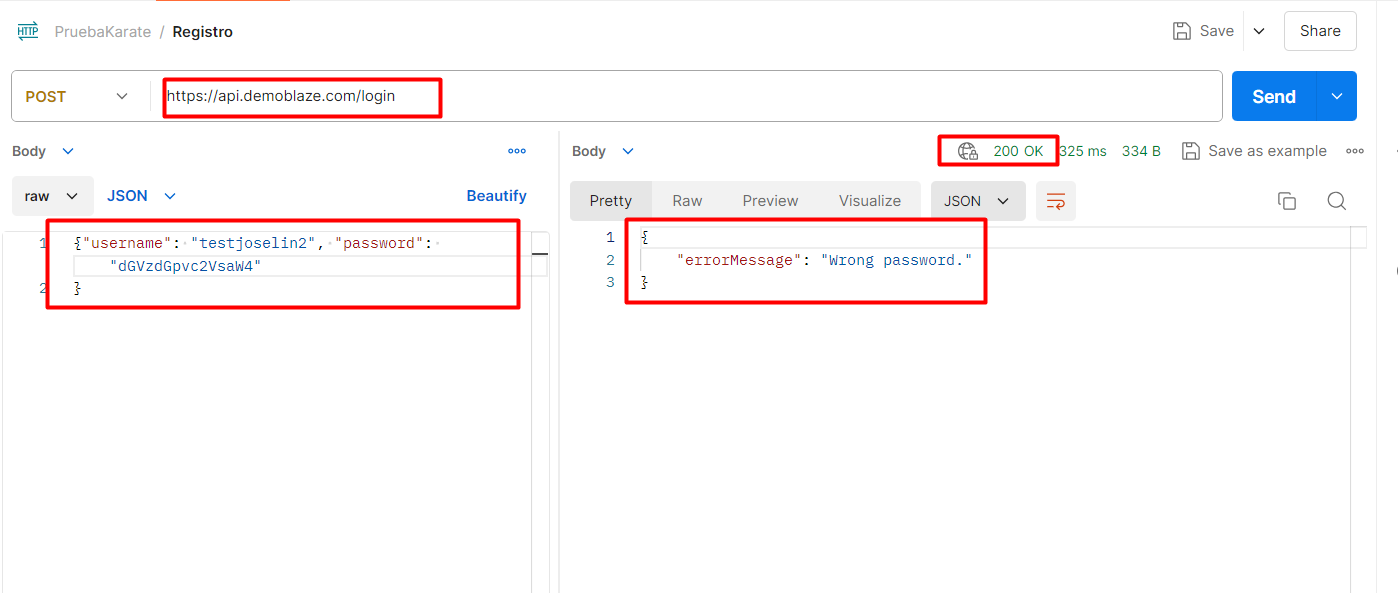 HTTP PruebaKarate / Registro Save Share
POST https://api.demoblaze.com/login Send
Body Body 200 OK 325 ms 334 B Save as example
raw JSON Beautify Pretty Raw Preview Visualize JSON
1 {"username": "testjoselin2", "password":
"dGVzdGpvc2VsaW4"
2 }
1 {
2 "errorMessage": "Wrong password."
3 }